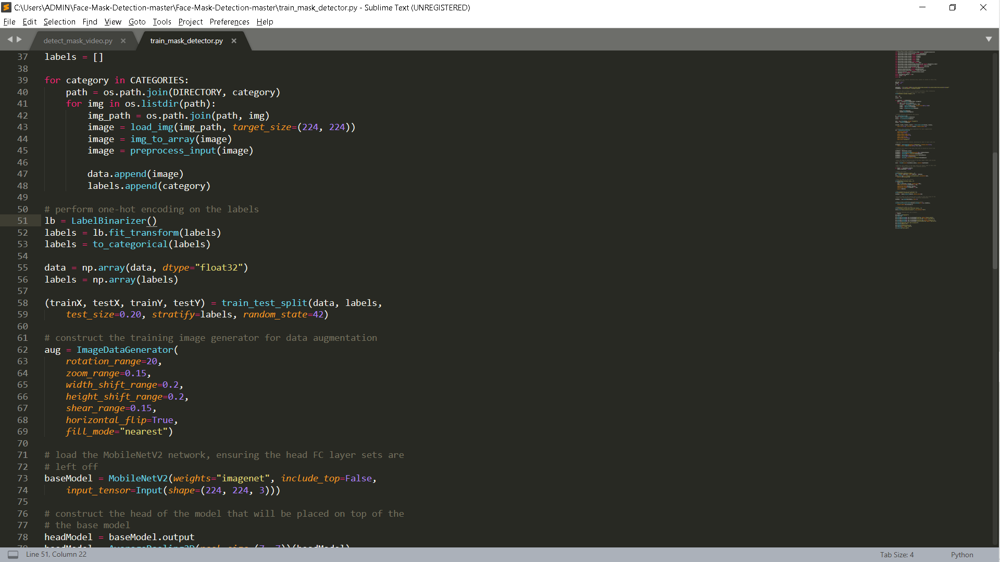 C:\Users\ADMIN\Face-Mask-Detection-master\Face-Mask-Detection-master\train_mask_detector.py - Sublime Text (UNREGISTERED)
File Edit Selection Find View Goto Tools Project Preferences Help
detect_mask_video.py × train_mask_detector.py ×
37 labels = []
38
39 for category in CATEGORIES:
40     path = os.path.join(DIRECTORY, category)
41     for img in os.listdir(path):
42         img_path = os.path.join(path, img)
43         image = load_img(img_path, target_size=(224, 224))
44         image = img_to_array(image)
45         image = preprocess_input(image)
46
47         data.append(image)
48         labels.append(category)
49
50 # perform one-hot encoding on the labels
51 lb = LabelBinarizer()
52 labels = lb.fit_transform(labels)
53 labels = to_categorical(labels)
54
55 data = np.array(data, dtype="float32")
56 labels = np.array(labels)
57
58 (trainX, testX, trainY, testY) = train_test_split(data, labels,
59     test_size=0.20, stratify=labels, random_state=42)
60
61 # construct the training image generator for data augmentation
62 aug = ImageDataGenerator(
63     rotation_range=20,
64     zoom_range=0.15,
65     width_shift_range=0.2,
66     height_shift_range=0.2,
67     shear_range=0.15,
68     horizontal_flip=True,
69     fill_mode="nearest")
70
71 # load the MobileNetV2 network, ensuring the head FC layer sets are
72 # left off
73 baseModel = MobileNetV2(weights="imagenet", include_top=False,
74     input_tensor=Input(shape=(224, 224, 3)))
75
76 # construct the head of the model that will be placed on top of the
77 # the base model
78 headModel = baseModel.output
79 headModel = AveragePooling2D(pool_size=(7, 7))(headModel)
Line 51, Column 22 Tab Size: 4 Python